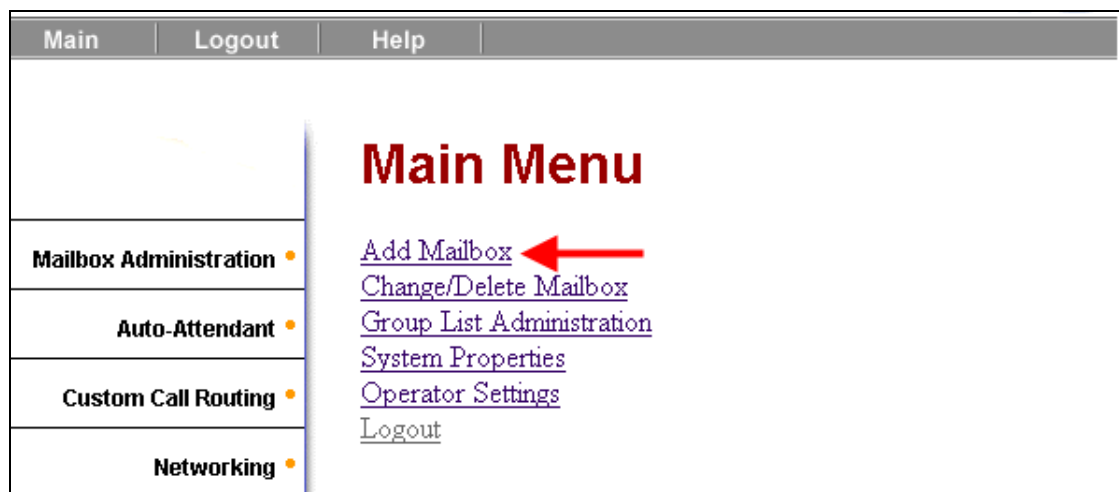 Main Logout Help
Main Menu
Mailbox Administration
Auto-Attendant
Custom Call Routing
Networking
Add Mailbox
Change/Delete Mailbox
Group List Administration
System Properties
Operator Settings
Logout